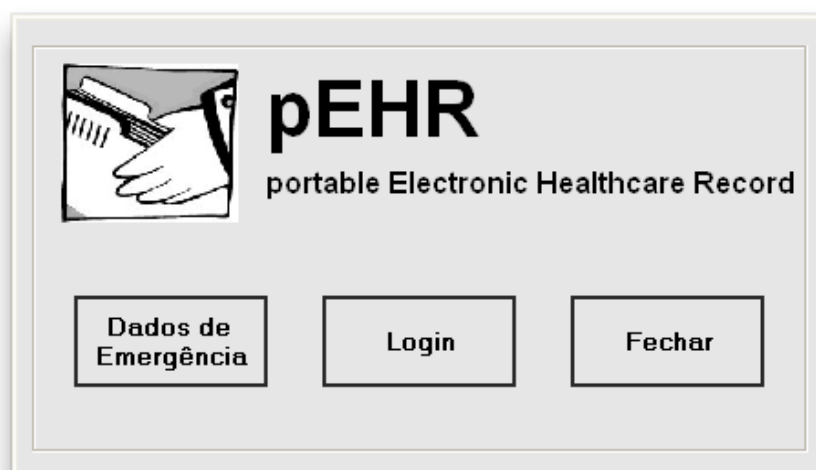 pEHR
portable Electronic Healthcare Record
Dados de
Emergência
Login
Fechar